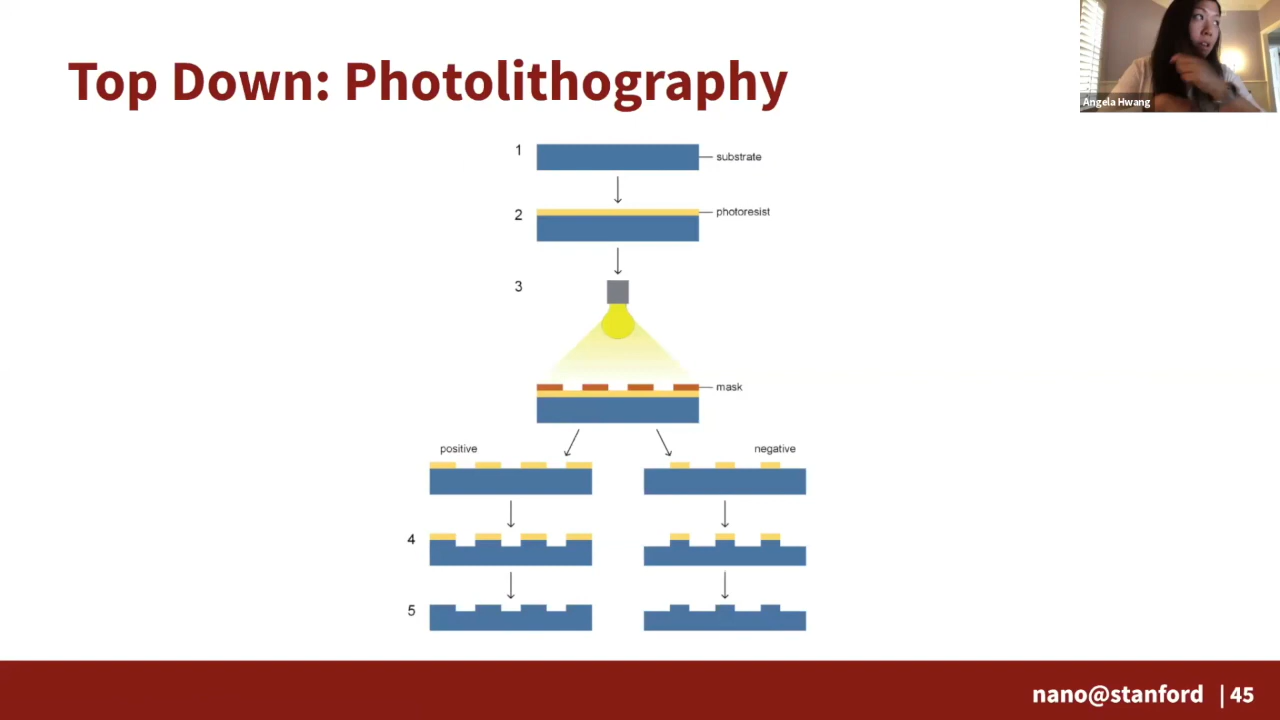 Top Down: Photolithography
Angela Hwang
1
substrate
2
photoresist
3
mask
positive
negative
4
5
nano@stanford | 45